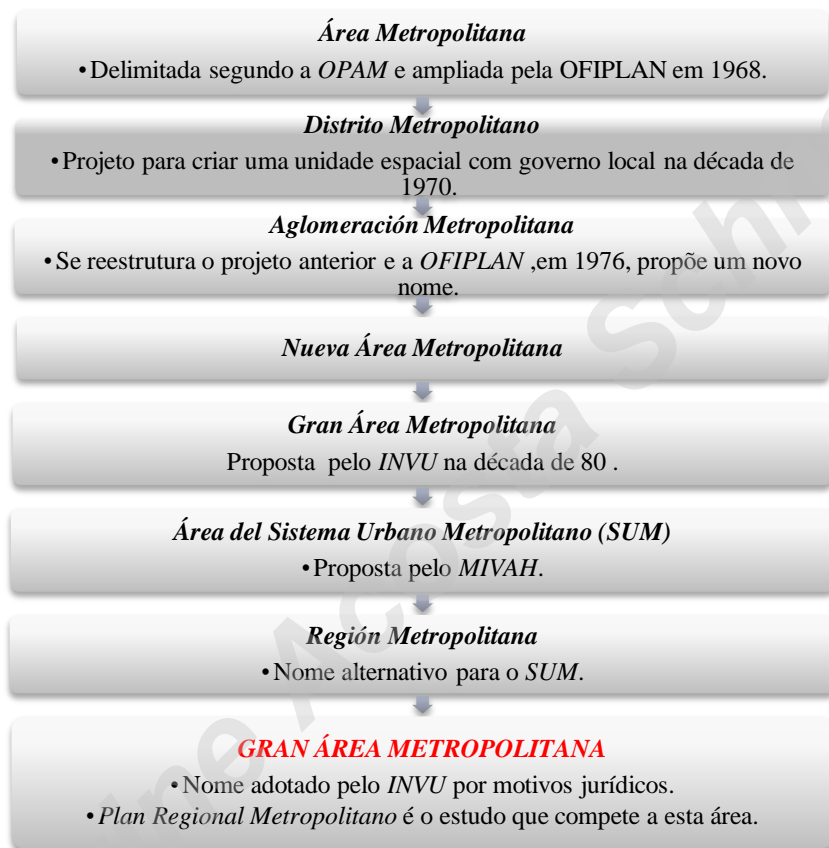 Área Metropolitana
•Delimitada segundo a OPAM e ampliada pela OFIPLAN em 1968.
Distrito Metropolitano
•Projeto para criar uma unidade espacial com governo local na década de
1970.
Aglomeración Metropolitana
•Se reestrutura o projeto anterior e a OFIPLAN ,em 1976, propõe um novo
nome.
Nueva Área Metropolitana
Gran Área Metropolitana
Proposta pelo INVU na década de 80 .
Área del Sistema Urbano Metropolitano (SUM)
•Proposta pelo MIVAH.
Región Metropolitana
•Nome alternativo para o SUM.
GRAN ÁREA METROPOLITANA
•Nome adotado pelo INVU por motivos jurídicos.
•Plan Regional Metropolitano é o estudo que compete a esta área.
Acosta